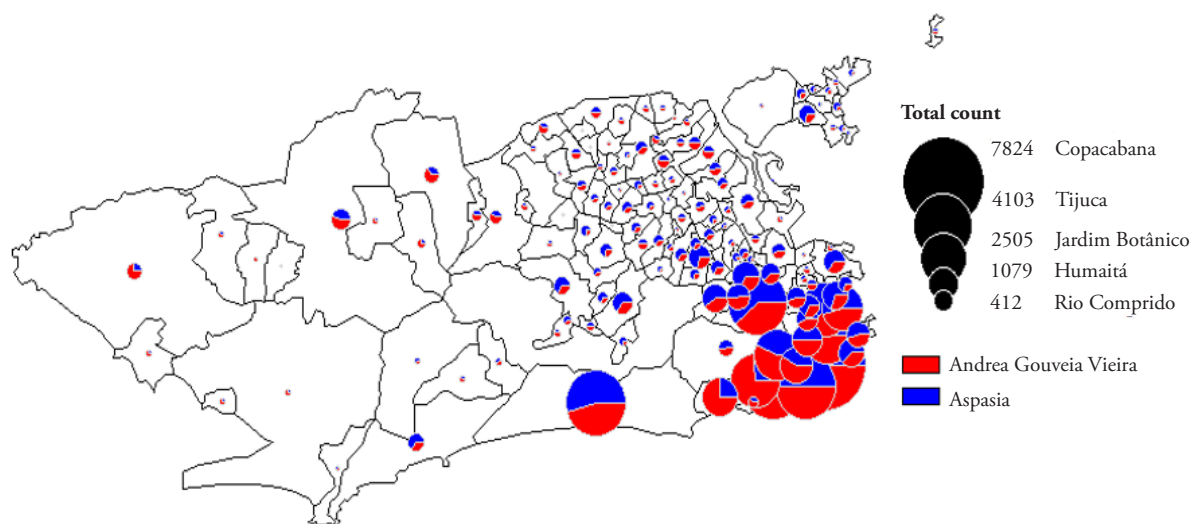 Total count
7824 Copacabana
4103 Tijuca
2505 Jardim Botânico
1079 Humaitá
412 Rio Comprido
Andrea Gouveia Vieira
Aspasia